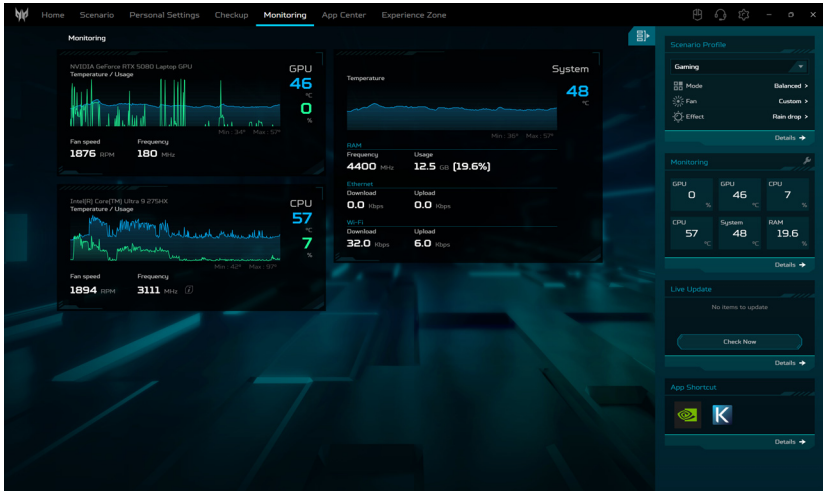 Home Scenario Personal Settings Checkup Monitoring App Center Experience Zone
Monitoring
NVIDIA GeForce RTX 5080 Laptop GPU
Temperature / Usage
GPU
46
°C
0
%
Min : 34° Max : 57°
Fan speed Frequency
1876 RPM 180 MHz
Intel(R) Core(TM) Ultra 9 275HX
Temperature / Usage
CPU
57
°C
7
%
Min : 42° Max : 97°
Fan speed Frequency
1894 RPM 3111 MHz i
System
Temperature
48
°C
Min : 36° Max : 57°
RAM
Frequency Usage
4400 MHz 12.5 GB (19.6%)
Ethernet
Download Upload
0.0 Kbps 0.0 Kbps
Wi-Fi
Download Upload
32.0 Kbps 6.0 Kbps
Scenario Profile
Gaming
Mode Balanced >
Fan Custom >
Effect Rain drop >
Details →
Monitoring
GPU GPU CPU
0 % 46 °C 7 %
CPU System RAM
57 °C 48 °C 19.6 %
Details →
Live Update
No items to update
Check Now
Details →
App Shortcut
K
Details →